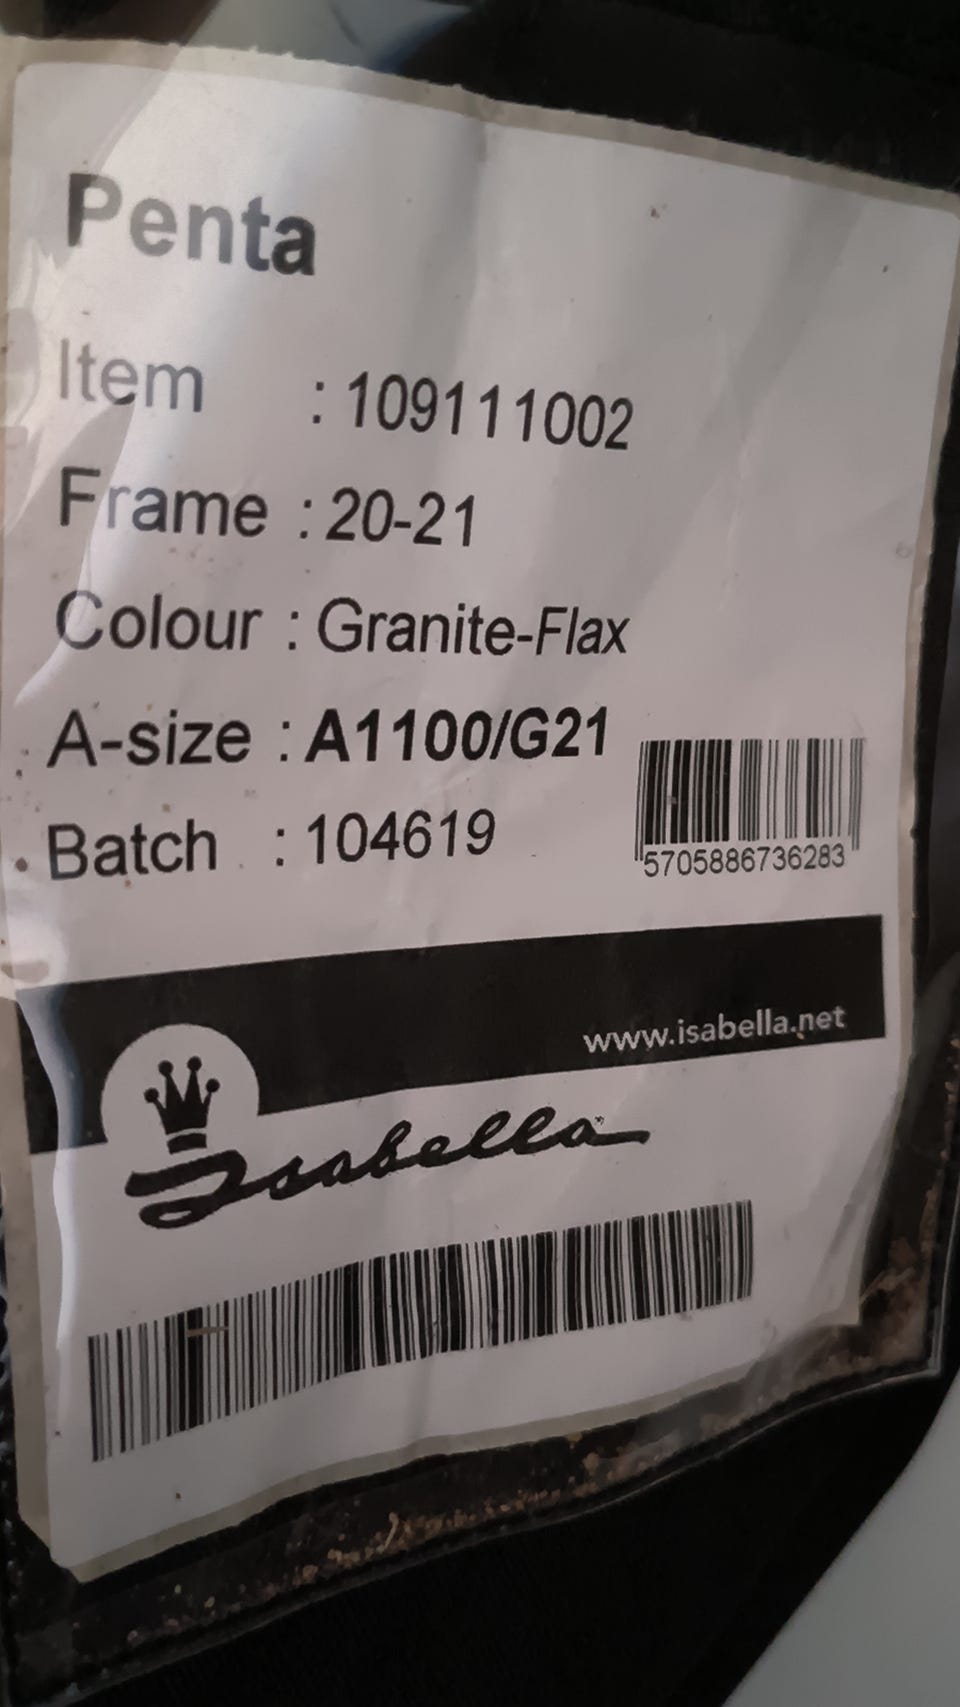 Penta
Item : 109111002
Frame : 20-21
Colour : Granite-Flax
A-size : A1100/G21
Batch : 104619
5705886736283
www.isabella.net
Isabella